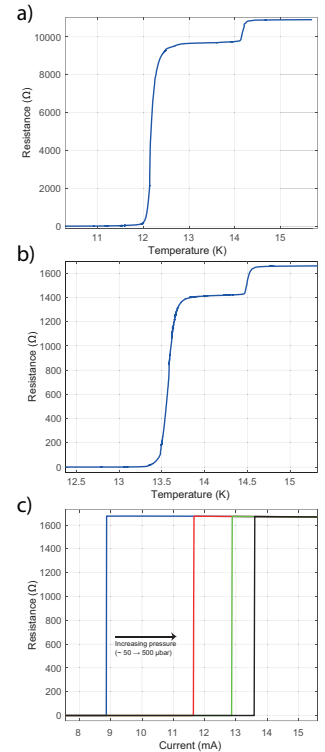 a)
10000
8000
6000
4000
2000
0
Resistance (Ω)
11 12 13 14 15
Temperature (K)
b)
1600
1400
1200
1000
800
600
400
200
0
Resistance (Ω)
12.5 13 13.5 14 14.5 15
Temperature (K)
c)
1600
1400
1200
1000
800
600
400
200
0
Resistance (Ω)
Increasing pressure
(~ 50 → 500 μbar)
8 9 10 11 12 13 14 15
Current (mA)